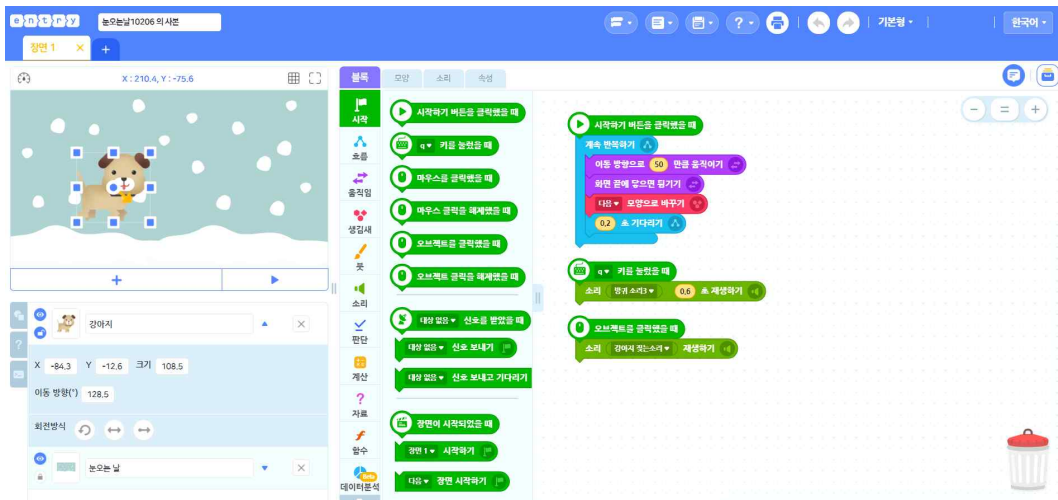 entry
눈오는날10206 의 사본
기본형
한국어
장면 1
X : 210.4, Y : -75.6
블록
모양
소리
속성
시작
흐름
움직임
생김새
붓
소리
판단
계산
자료
함수
데이터분석
Beta
시작하기 버튼을 클릭했을 때
q 키를 눌렀을 때
마우스를 클릭했을 때
마우스 클릭을 해제했을 때
오브젝트를 클릭했을 때
오브젝트 클릭을 해제했을 때
대상 없음 신호를 받았을 때
대상 없음 신호 보내기
대상 없음 신호 보내고 기다리기
장면이 시작되었을 때
장면 1 시작하기
다음 장면 시작하기
시작하기 버튼을 클릭했을 때
계속 반복하기
이동 방향으로 50 만큼 움직이기
화면 끝에 닿으면 튕기기
다음 모양으로 바꾸기
0.2 초 기다리기
q 키를 눌렀을 때
소리 방귀 소리3 0.6 초 재생하기
오브젝트를 클릭했을 때
소리 강아지 짖는소리 재생하기
강아지
X -84.3 Y -12.6 크기 108.5
이동 방향(°) 128.5
회전방식
눈오는 날